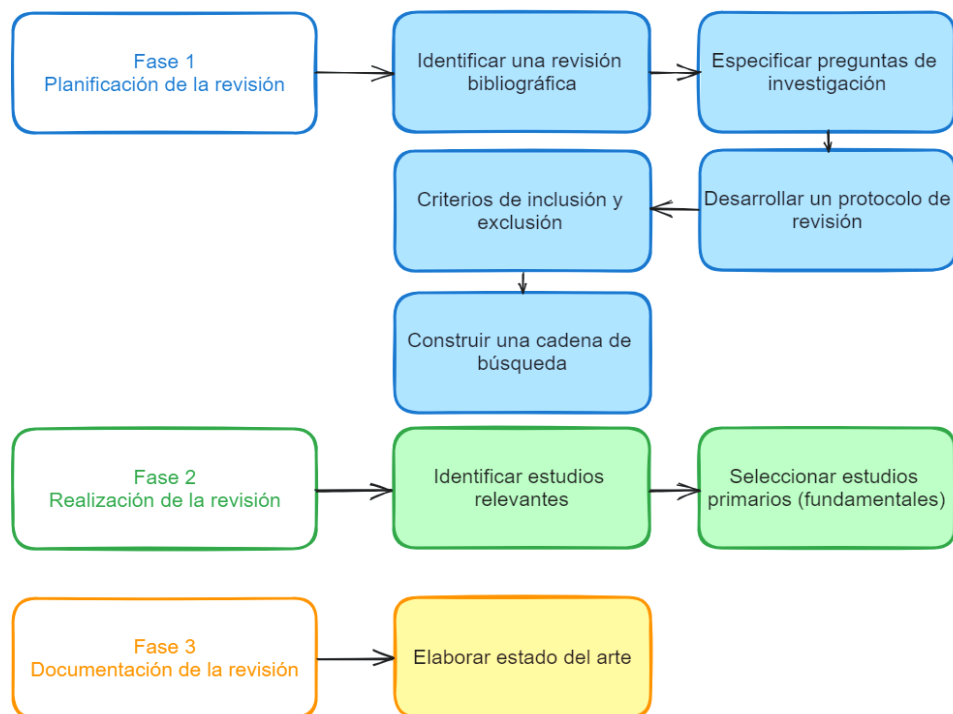 Fase 1
Planificación de la revisión
Identificar una revisión
bibliográfica
Especificar preguntas de
investigación
Desarrollar un protocolo de
revisión
Criterios de inclusión y
exclusión
Construir una cadena de
búsqueda
Fase 2
Realización de la revisión
Identificar estudios
relevantes
Seleccionar estudios
primarios (fundamentales)
Fase 3
Documentación de la revisión
Elaborar estado del arte